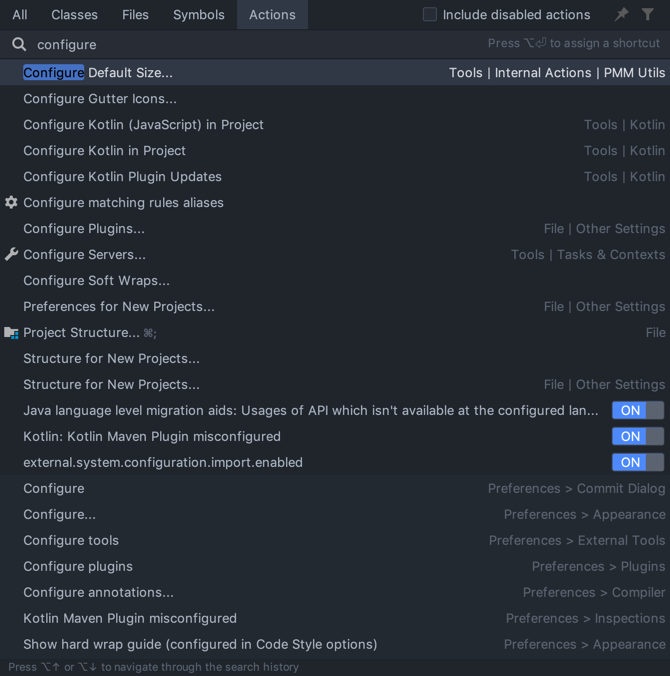 All Classes Files Symbols Actions Include disabled actions
configure Press ⌥⏎ to assign a shortcut
Configure Default Size... Tools | Internal Actions | PMM Utils
Configure Gutter Icons...
Configure Kotlin (JavaScript) in Project Tools | Kotlin
Configure Kotlin in Project Tools | Kotlin
Configure Kotlin Plugin Updates Tools | Kotlin
Configure matching rules aliases
Configure Plugins... File | Other Settings
Configure Servers... Tools | Tasks & Contexts
Configure Soft Wraps...
Preferences for New Projects... File | Other Settings
Project Structure... ⌘; File
Structure for New Projects...
Structure for New Projects... File | Other Settings
Java language level migration aids: Usages of API which isn't available at the configured lan... ON
Kotlin: Kotlin Maven Plugin misconfigured ON
external.system.configuration.import.enabled ON
Configure Preferences > Commit Dialog
Configure... Preferences > Appearance
Configure tools Preferences > External Tools
Configure plugins Preferences > Plugins
Configure annotations... Preferences > Compiler
Kotlin Maven Plugin misconfigured Preferences > Inspections
Show hard wrap guide (configured in Code Style options) Preferences > Appearance
Press ⌥↑ or ⌥↓ to navigate through the search history